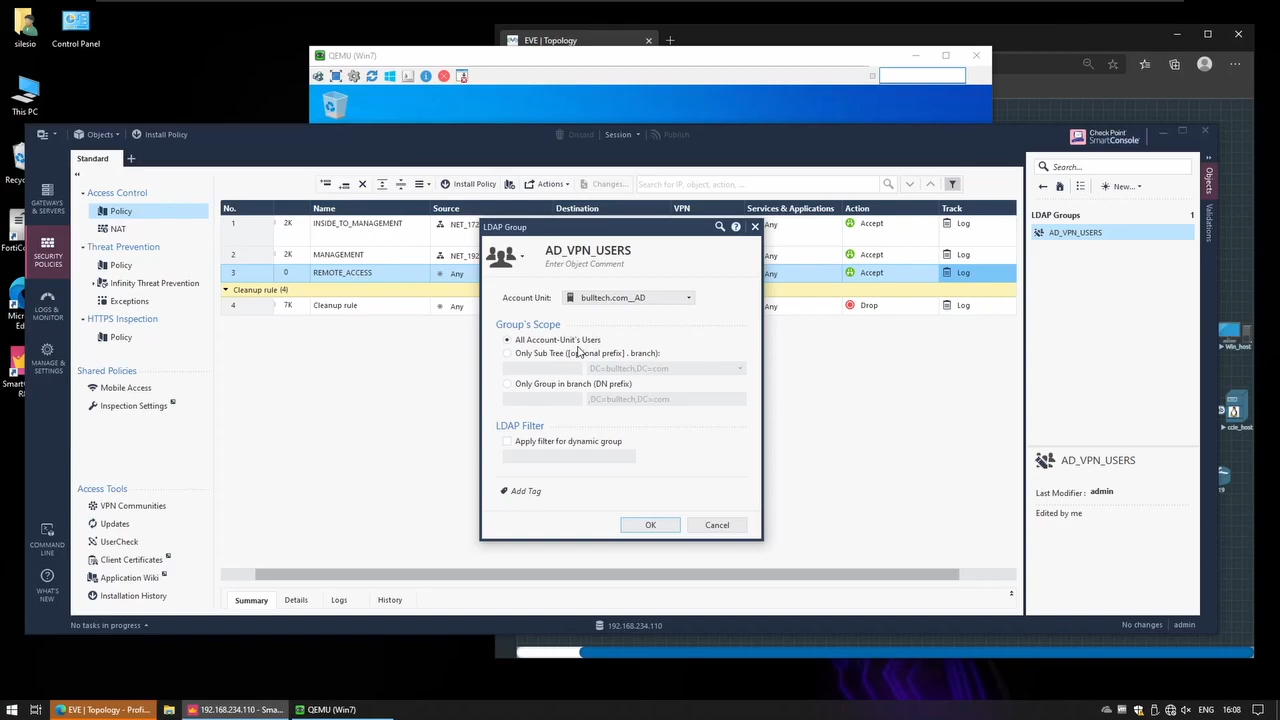 silesio
Control Panel
This PC
EVE | Topology
QEMU (Win7)
Objects
Install Policy
Discard
Session
Publish
Check Point
SmartConsole
Standard
GATEWAYS
& SERVERS
SECURITY
POLICIES
LOGS &
MONITOR
MANAGE &
SETTINGS
COMMAND
LINE
WHAT'S
NEW
Access Control
Policy
NAT
Threat Prevention
Policy
Infinity Threat Prevention
Exceptions
HTTPS Inspection
Policy
Shared Policies
Mobile Access
Inspection Settings
Access Tools
VPN Communities
Updates
UserCheck
Client Certificates
Application Wiki
Installation History
Install Policy
Actions
Changes...
Search for IP, object, action, ...
No.
Name
Source
Destination
VPN
Services & Applications
Action
Track
1
2K
INSIDE_TO_MANAGEMENT
NET_172
Any
Accept
Log
2
2K
MANAGEMENT
NET_192
Any
Accept
Log
3
0
REMOTE_ACCESS
Any
Any
Accept
Log
Cleanup rule (4)
4
7K
Cleanup rule
Any
Any
Drop
Log
LDAP Group
AD_VPN_USERS
Enter Object Comment
Account Unit:
bulltech.com__AD
Group's Scope
All Account-Unit's Users
Only Sub Tree ([optional prefix] . branch):
DC=bulltech,DC=com
Only Group in branch (DN prefix)
,DC=bulltech,DC=com
LDAP Filter
Apply filter for dynamic group
Add Tag
OK
Cancel
Summary
Details
Logs
History
Search...
New...
LDAP Groups
1
AD_VPN_USERS
AD_VPN_USERS
Last Modifier :
admin
Edited by me
Objects
Validations
Win_host
ccie_host
No tasks in progress
192.168.234.110
No changes
admin
EVE | Topology - Profi...
192.168.234.110 - Sma...
QEMU (Win7)
ENG
16:08